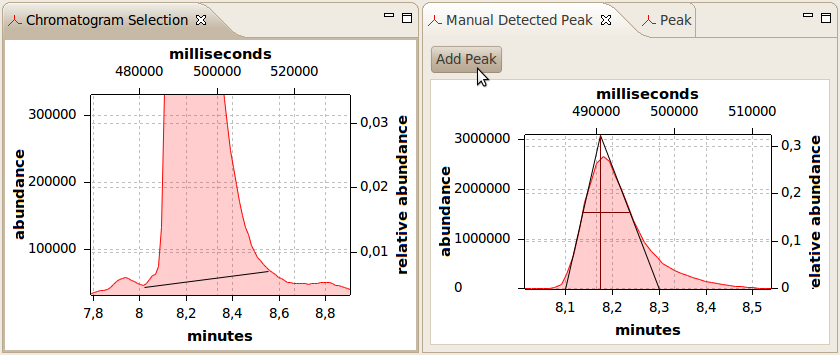 Chromatogram Selection
milliseconds
480000 500000 520000
300000
200000
100000
abundance
0,03
0,02
0,01
relative abundance
7,8 8 8,2 8,4 8,6 8,8
minutes
Manual Detected Peak
Peak
Add Peak
milliseconds
490000 500000 510000
3000000
2000000
1000000
0
abundance
0,3
0,2
0,1
0
elative abundance
8,1 8,2 8,3 8,4 8,5
minutes